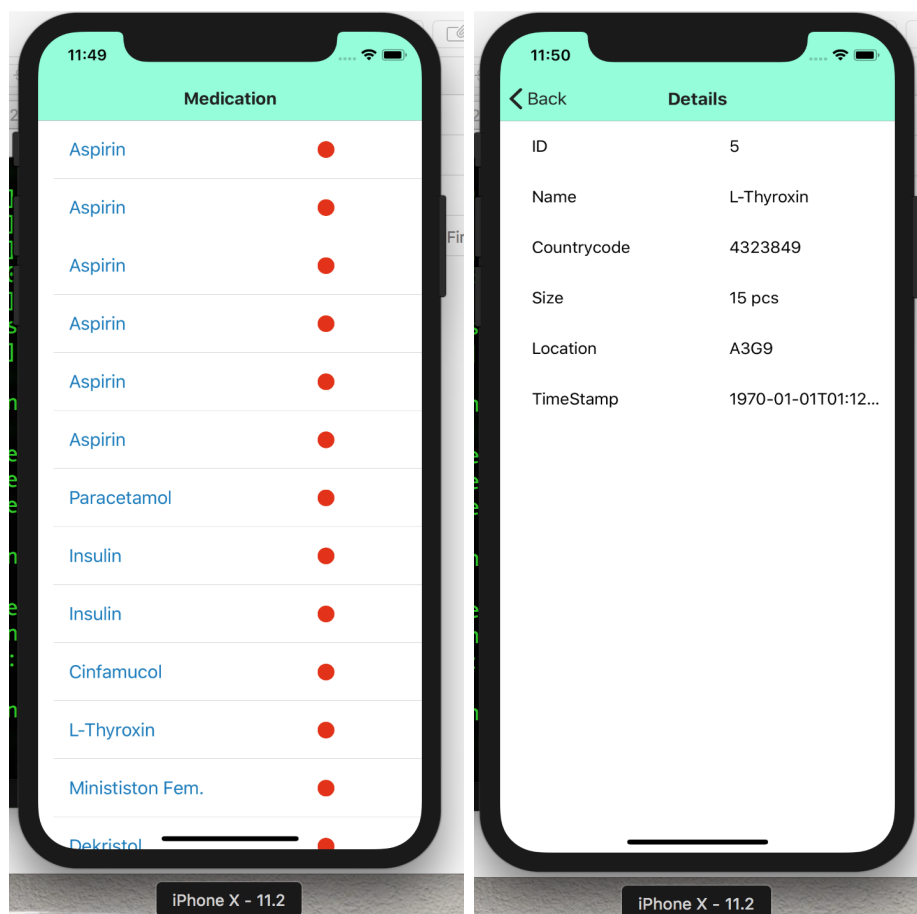 11:49
Medication
Aspirin
Aspirin
Aspirin
Aspirin
Aspirin
Aspirin
Paracetamol
Insulin
Insulin
Cinfamucol
L-Thyroxin
Minististon Fem.
Dekristol
iPhone X - 11.2
Fir
11:50
Back Details
ID 5
Name L-Thyroxin
Countrycode 4323849
Size 15 pcs
Location A3G9
TimeStamp 1970-01-01T01:12...
iPhone X - 11.2